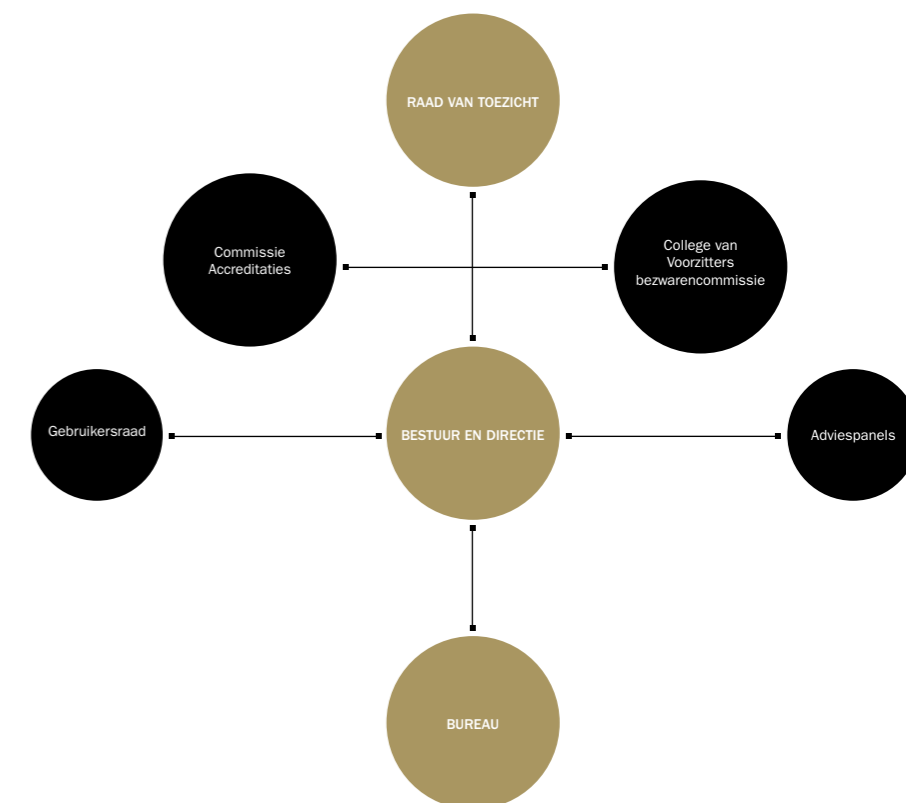 RAAD VAN TOEZICHT
Commissie
Accreditaties
College van
Voorzitters
bezwarencommissie
Gebruikersraad
BESTUUR EN DIRECTIE
Adviespanels
BUREAU